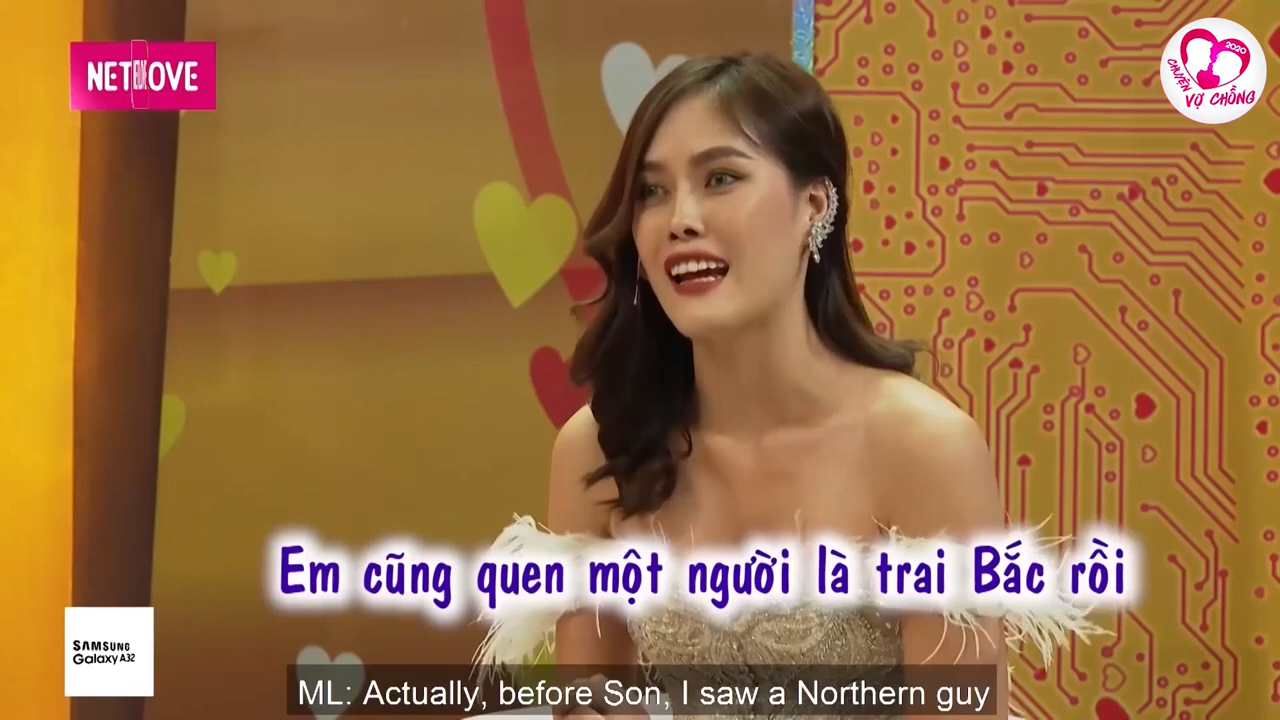 NETLOVE
2020
CHUYỆN
VỢ CHỒNG
Em cũng quen một người là trai Bắc rồi
SAMSUNG
Galaxy A32
ML: Actually, before Son, I saw a Northern guy